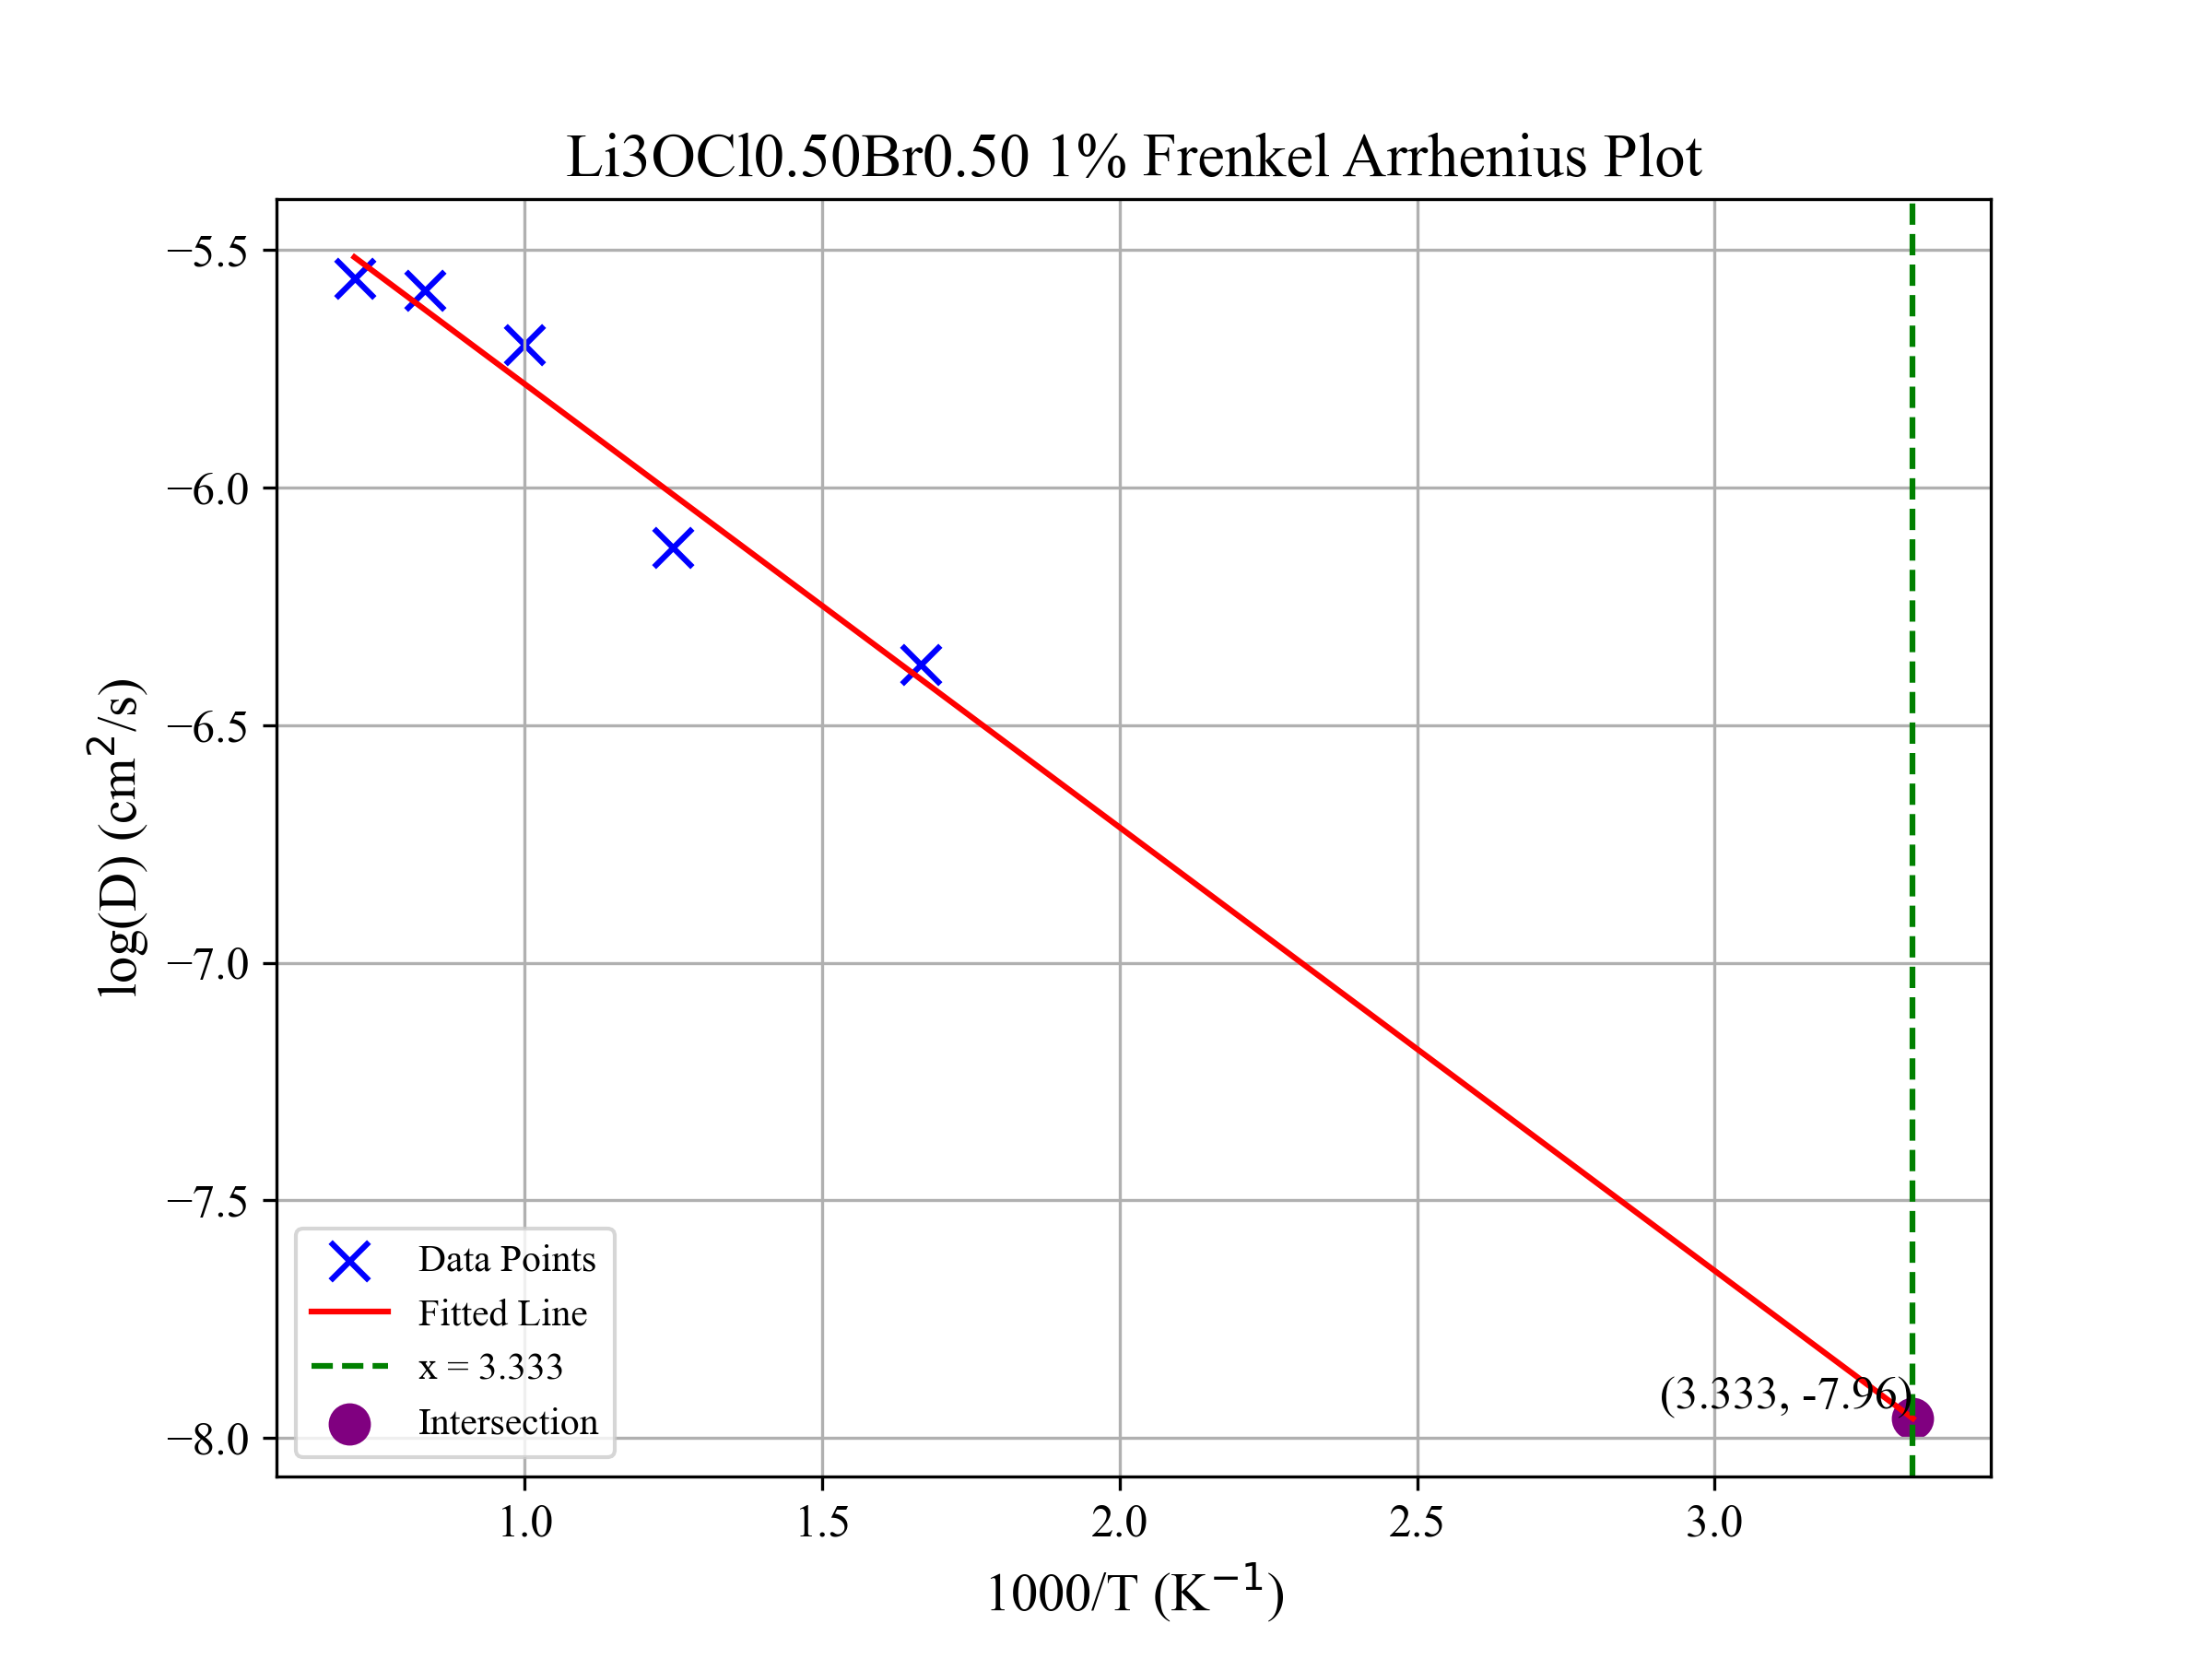 Li3OCl0.50Br0.50 1% Frenkel Arrhenius Plot
−5.5
−6.0
−6.5
−7.0
−7.5
−8.0
log(D) (cm²/s)
(3.333, -7.96)
Data Points
Fitted Line
x = 3.333
Intersection
1.0 1.5 2.0 2.5 3.0
1000/T (K⁻¹)